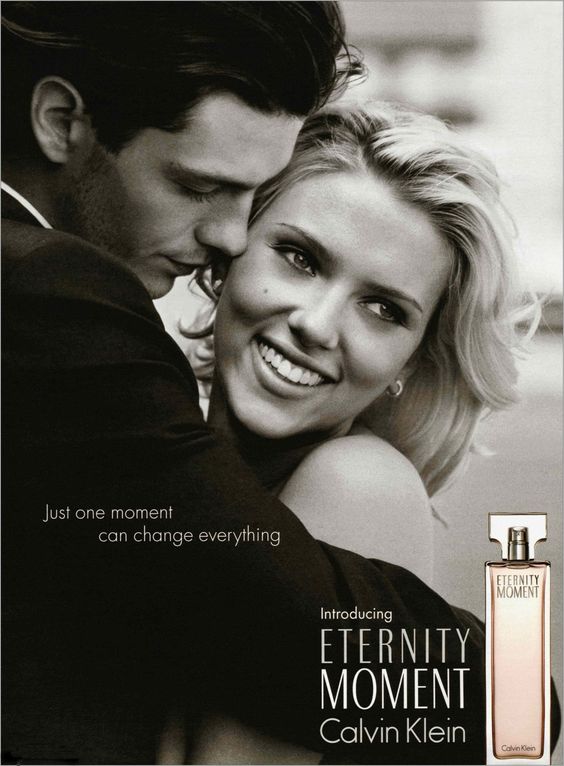 Just one moment
can change everything
Introducing
ETERNITY
MOMENT
Calvin Klein
ETERNITY
MOMENT
Calvin Klein